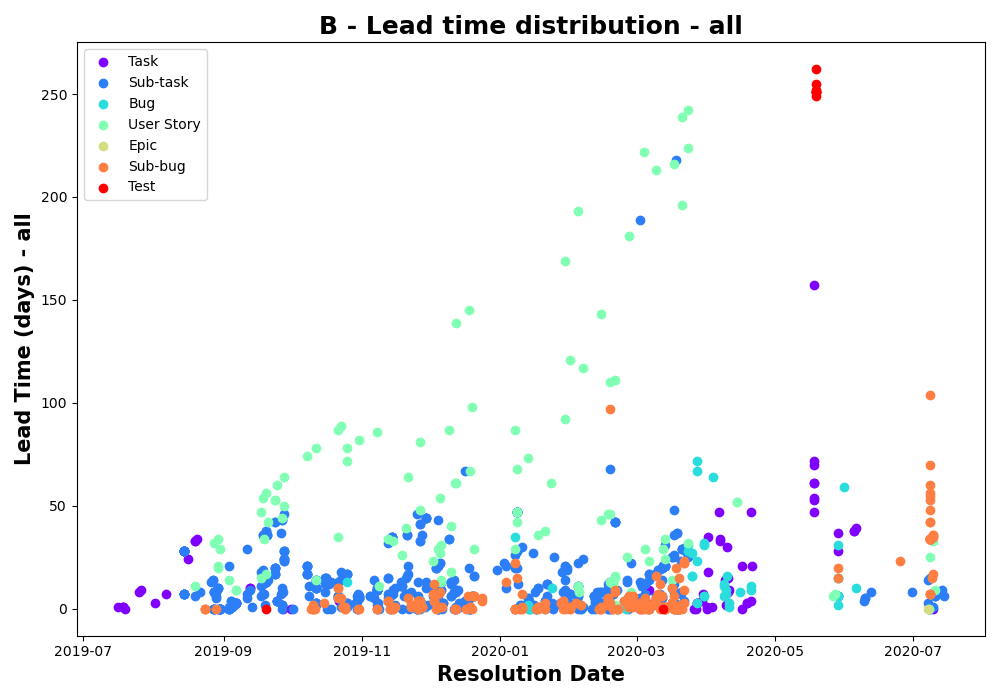 B - Lead time distribution - all
Task
Sub-task
Bug
User Story
Epic
Sub-bug
Test
Lead Time (days) - all
250
200
150
100
50
0
2019-07 2019-09 2019-11 2020-01 2020-03 2020-05 2020-07
Resolution Date